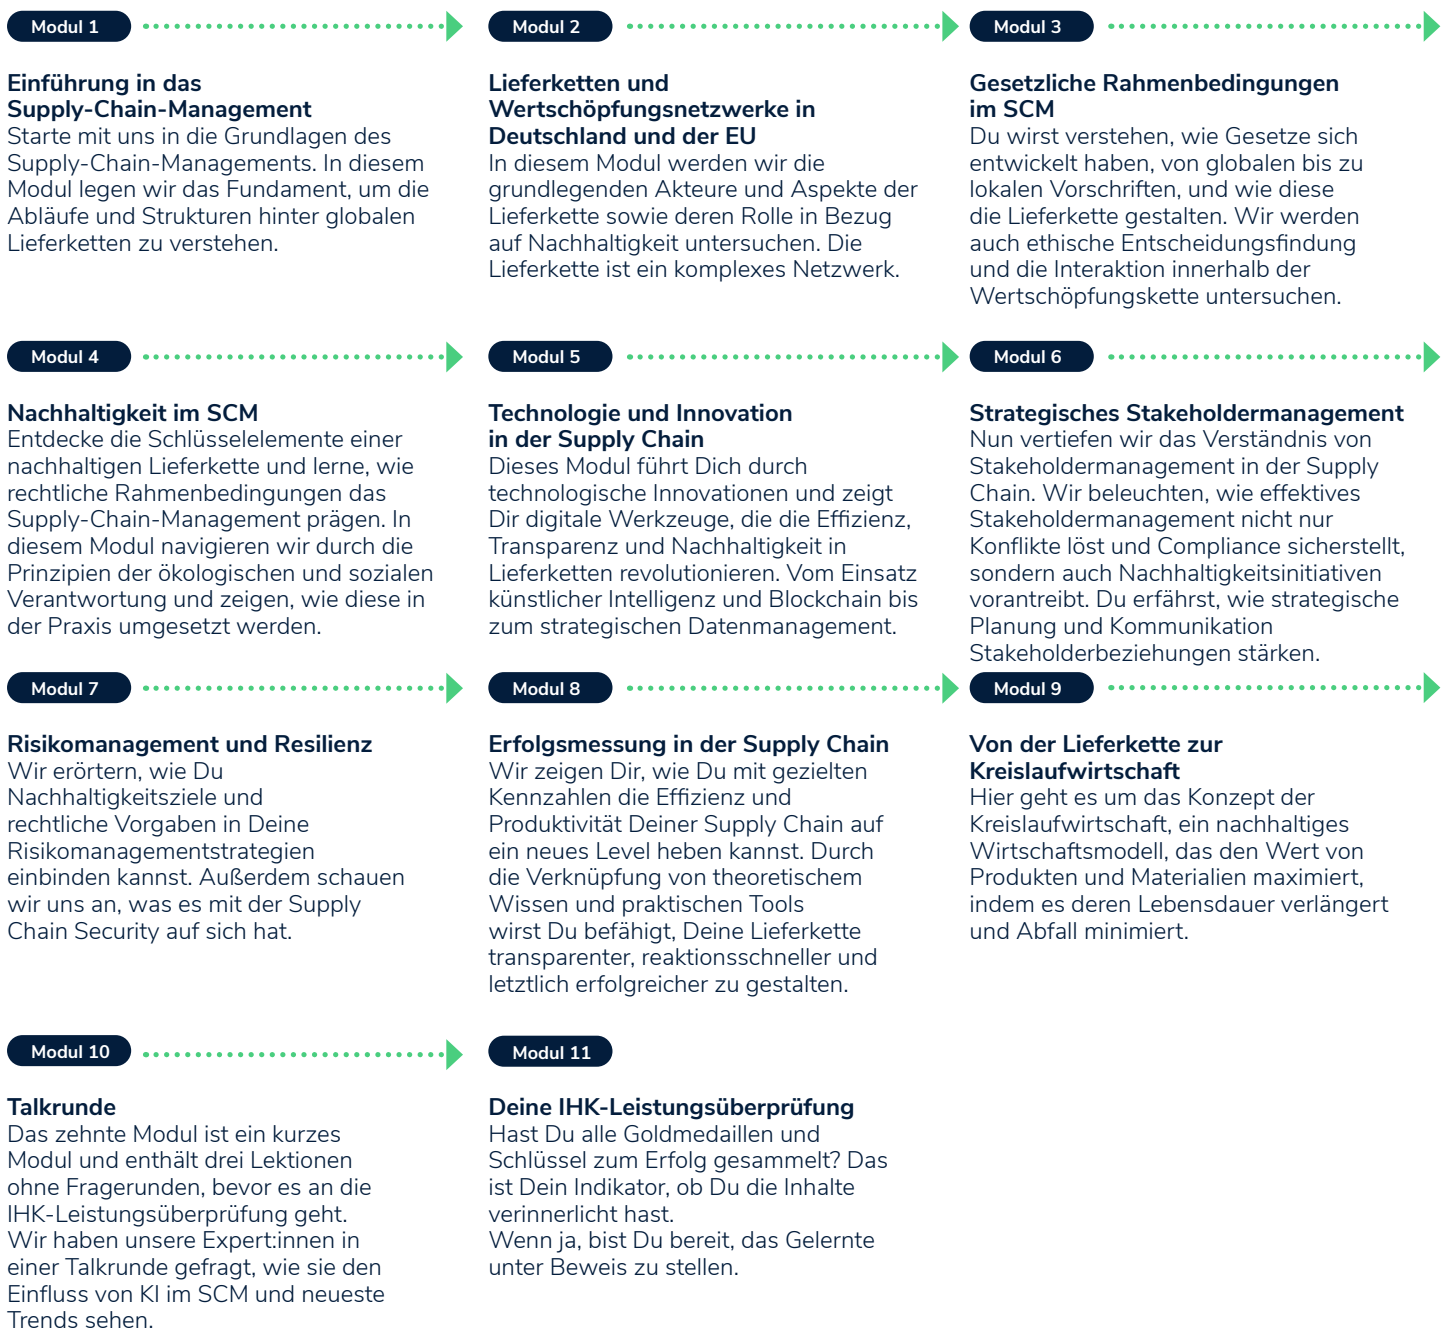 Modul 1
Einführung in das
Supply-Chain-Management
Starte mit uns in die Grundlagen des
Supply-Chain-Managements. In diesem
Modul legen wir das Fundament, um die
Abläufe und Strukturen hinter globalen
Lieferketten zu verstehen.
Modul 2
Lieferketten und
Wertschöpfungsnetzwerke in
Deutschland und der EU
In diesem Modul werden wir die
grundlegenden Akteure und Aspekte der
Lieferkette sowie deren Rolle in Bezug
auf Nachhaltigkeit untersuchen. Die
Lieferkette ist ein komplexes Netzwerk.
Modul 3
Gesetzliche Rahmenbedingungen
im SCM
Du wirst verstehen, wie Gesetze sich
entwickelt haben, von globalen bis zu
lokalen Vorschriften, und wie diese
die Lieferkette gestalten. Wir werden
auch ethische Entscheidungsfindung
und die Interaktion innerhalb der
Wertschöpfungskette untersuchen.
Modul 4
Nachhaltigkeit im SCM
Entdecke die Schlüsselelemente einer
nachhaltigen Lieferkette und lerne, wie
rechtliche Rahmenbedingungen das
Supply-Chain-Management prägen. In
diesem Modul navigieren wir durch die
Prinzipien der ökologischen und sozialen
Verantwortung und zeigen, wie diese in
der Praxis umgesetzt werden.
Modul 5
Technologie und Innovation
in der Supply Chain
Dieses Modul führt Dich durch
technologische Innovationen und zeigt
Dir digitale Werkzeuge, die die Effizienz,
Transparenz und Nachhaltigkeit in
Lieferketten revolutionieren. Vom Einsatz
künstlicher Intelligenz und Blockchain bis
zum strategischen Datenmanagement.
Modul 6
Strategisches Stakeholdermanagement
Nun vertiefen wir das Verständnis von
Stakeholdermanagement in der Supply
Chain. Wir beleuchten, wie effektives
Stakeholdermanagement nicht nur
Konflikte löst und Compliance sicherstellt,
sondern auch Nachhaltigkeitsinitiativen
vorantreibt. Du erfährst, wie strategische
Planung und Kommunikation
Stakeholderbeziehungen stärken.
Modul 7
Risikomanagement und Resilienz
Wir erörtern, wie Du
Nachhaltigkeitsziele und
rechtliche Vorgaben in Deine
Risikomanagementstrategien
einbinden kannst. Außerdem schauen
wir uns an, was es mit der Supply
Chain Security auf sich hat.
Modul 8
Erfolgsmessung in der Supply Chain
Wir zeigen Dir, wie Du mit gezielten
Kennzahlen die Effizienz und
Produktivität Deiner Supply Chain auf
ein neues Level heben kannst. Durch
die Verknüpfung von theoretischem
Wissen und praktischen Tools
wirst Du befähigt, Deine Lieferkette
transparenter, reaktionsschneller und
letztlich erfolgreicher zu gestalten.
Modul 9
Von der Lieferkette zur
Kreislaufwirtschaft
Hier geht es um das Konzept der
Kreislaufwirtschaft, ein nachhaltiges
Wirtschaftsmodell, das den Wert von
Produkten und Materialien maximiert,
indem es deren Lebensdauer verlängert
und Abfall minimiert.
Modul 10
Talkrunde
Das zehnte Modul ist ein kurzes
Modul und enthält drei Lektionen
ohne Fragerunden, bevor es an die
IHK-Leistungsüberprüfung geht.
Wir haben unsere Expert:innen in
einer Talkrunde gefragt, wie sie den
Einfluss von KI im SCM und neueste
Trends sehen.
Modul 11
Deine IHK-Leistungsüberprüfung
Hast Du alle Goldmedaillen und
Schlüssel zum Erfolg gesammelt? Das
ist Dein Indikator, ob Du die Inhalte
verinnerlicht hast.
Wenn ja, bist Du bereit, das Gelernte
unter Beweis zu stellen.